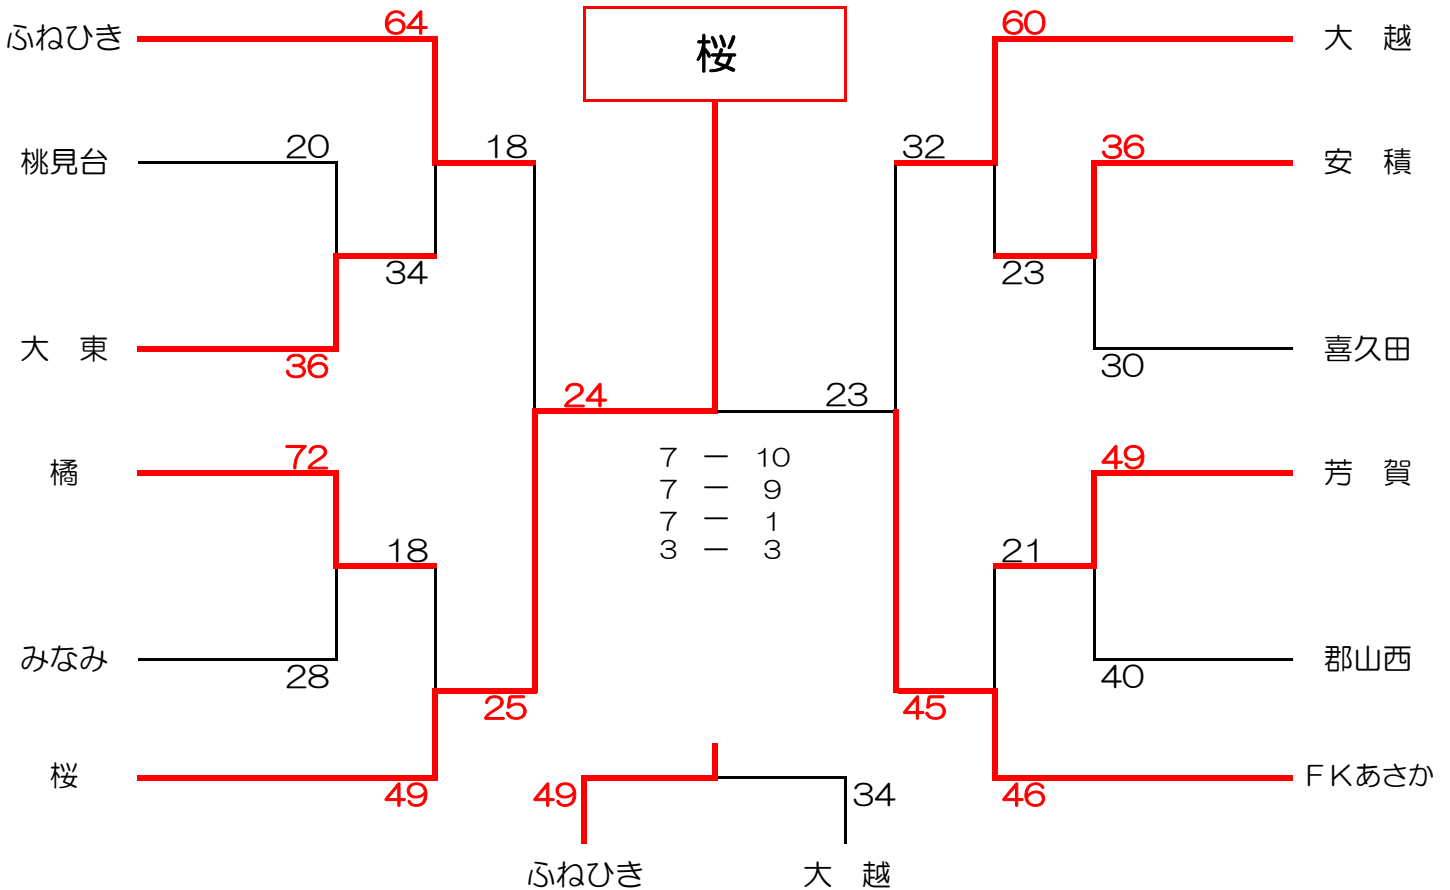 64
桜
60
ふねひき
大　越
20
18
32
36
桃見台
安　積
34
23
大　東
喜久田
36
30
24
23
72
7 ー 10
49
橘
7 ー 9
芳　賀
7 ー 1
18
3 ー 3
21
みなみ
郡山西
28
40
25
45
桜
FKあさか
49
49
34
46
ふねひき
大　越